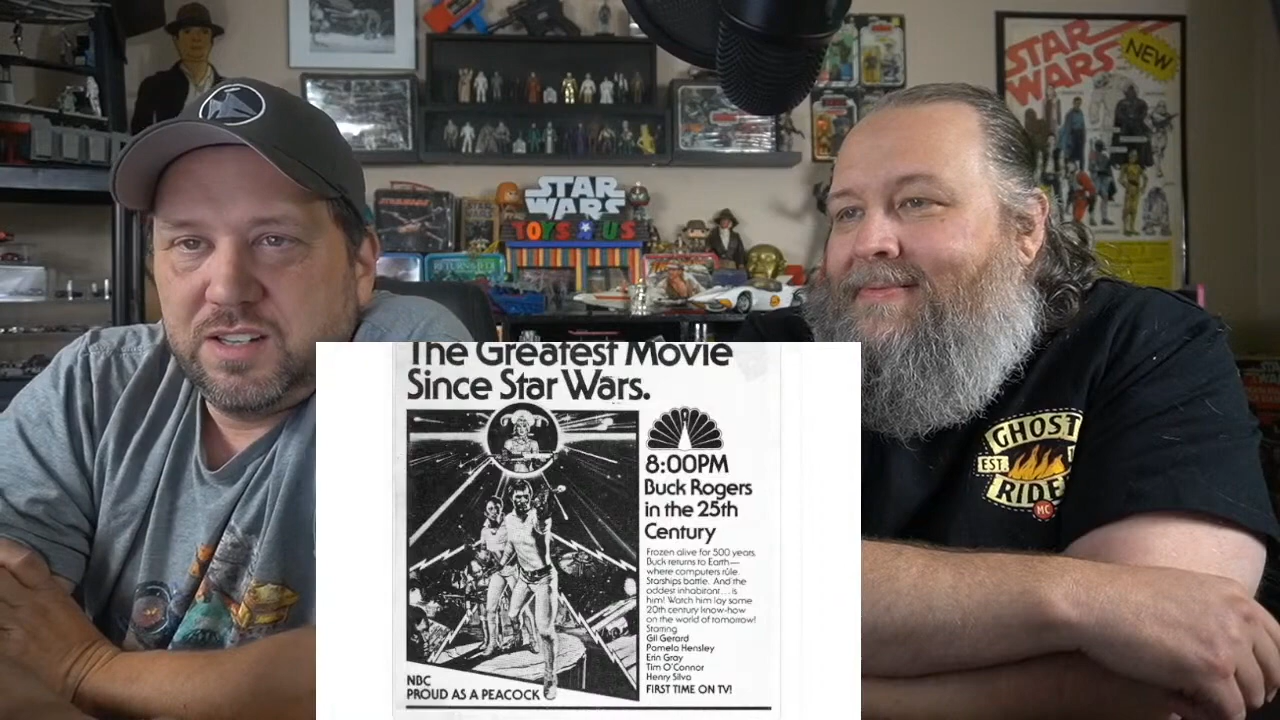 STAR
WARS
NEW
STAR
WARS
TOYS R US
The Greatest Movie
Since Star Wars.
8:00PM
Buck Rogers
in the 25th
Century
Frozen alive for 500 years,
Buck returns to Earth—
where computers rule.
Starships battle. And the
oddest inhabitant...is
him! Watch him lay some
20th century know-how
on the world of tomorrow!
Starring
Gil Gerard
Pamela Hensley
Erin Gray
Tim O'Connor
Henry Silva
FIRST TIME ON TV!
NBC
PROUD AS A PEACOCK
GHOST
EST.
RIDE
MC